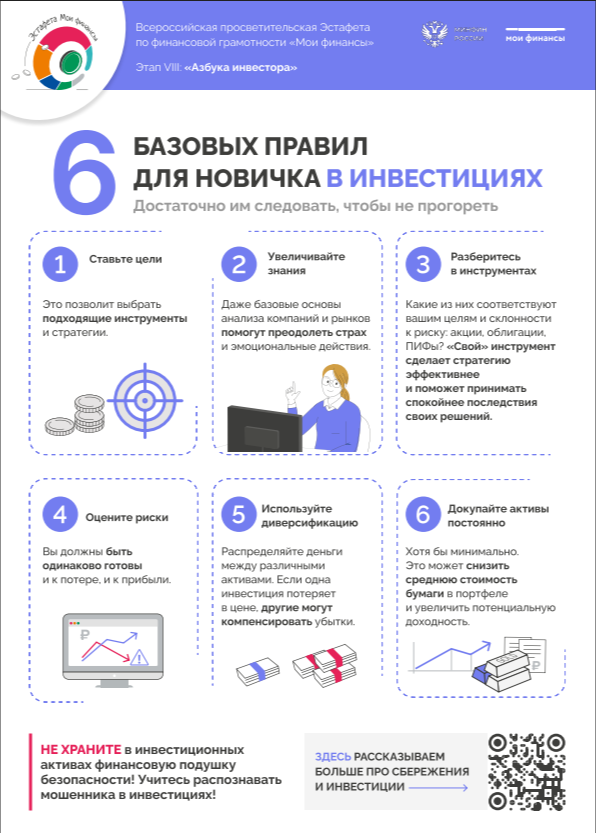 Эстафета Мои финансы
Всероссийская просветительская Эстафета
по финансовой грамотности «Мои финансы»
Этап VIII: «Азбука инвестора»
МИНФИН
РОССИИ
мои финансы
6
БАЗОВЫХ ПРАВИЛ
ДЛЯ НОВИЧКА В ИНВЕСТИЦИЯХ
Достаточно им следовать, чтобы не прогореть
1
Ставьте цели
Это позволит выбрать
подходящие инструменты
и стратегии.
2
Увеличивайте
знания
Даже базовые основы
анализа компаний и рынков
помогут преодолеть страх
и эмоциональные действия.
3
Разберитесь
в инструментах
Какие из них соответствуют
вашим целям и склонности
к риску: акции, облигации,
ПИФы? «Свой» инструмент
сделает стратегию
эффективнее
и поможет принимать
спокойнее последствия
своих решений.
4
Оцените риски
Вы должны быть
одинаково готовы
и к потере, и к прибыли.
₽
5
Используйте
диверсификацию
Распределяйте деньги
между различными
активами. Если одна
инвестиция потеряет
в цене, другие могут
компенсировать убытки.
6
Докупайте активы
постоянно
Хотя бы минимально.
Это может снизить
среднюю стоимость
бумаги в портфеле
и увеличить потенциальную
доходность.
₽
НЕ ХРАНИТЕ в инвестиционных
активах финансовую подушку
безопасности! Учитесь распознавать
мошенника в инвестициях!
ЗДЕСЬ РАССКАЗЫВАЕМ
БОЛЬШЕ ПРО СБЕРЕЖЕНИЯ
И ИНВЕСТИЦИИ